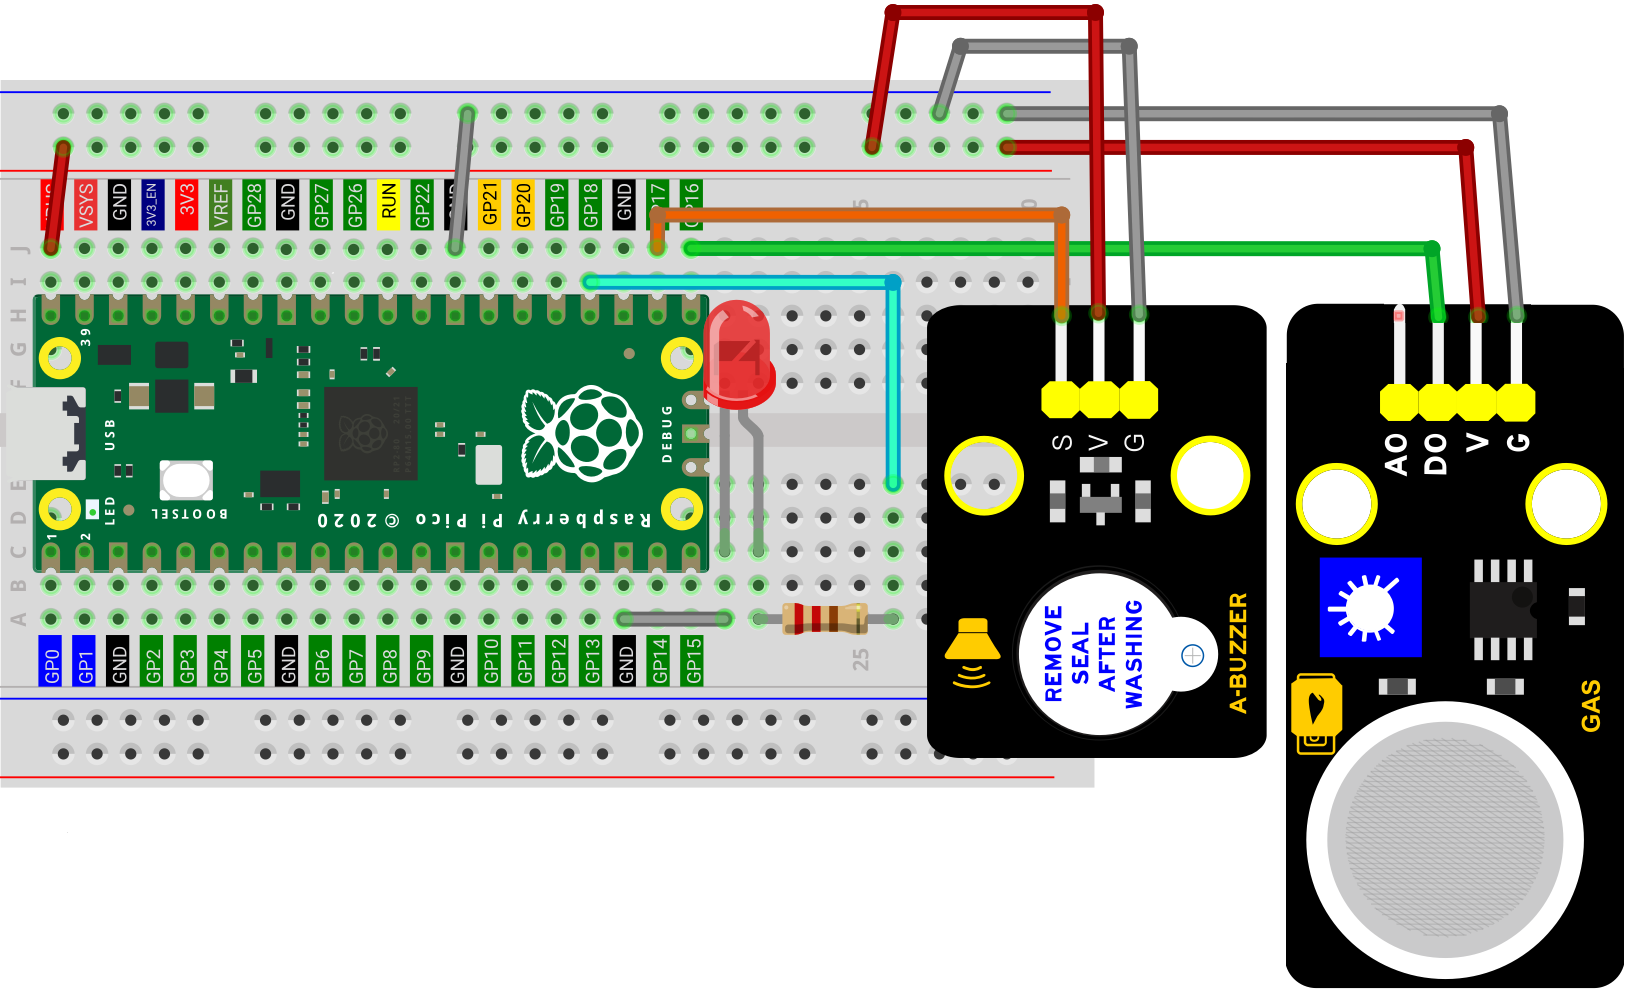 VSYS
GND
3V3_EN
3V3
VREF
GP28
GND
GP27
GP26
RUN
GP22
GP21
GP20
GP19
GP18
GND
GP16
J
I
H
G
F
E
D
C
B
A
39
USB
DEBUG
LED
BOOTSEL
Raspberry Pi Pico © 2020
1
2
GP0
GP1
GND
GP2
GP3
GP4
GP5
GND
GP6
GP7
GP8
GP9
GND
GP10
GP11
GP12
GP13
GND
GP14
GP15
25
S
V
G
REMOVE
SEAL
AFTER
WASHING
A-BUZZER
AO
DO
V
G
GAS